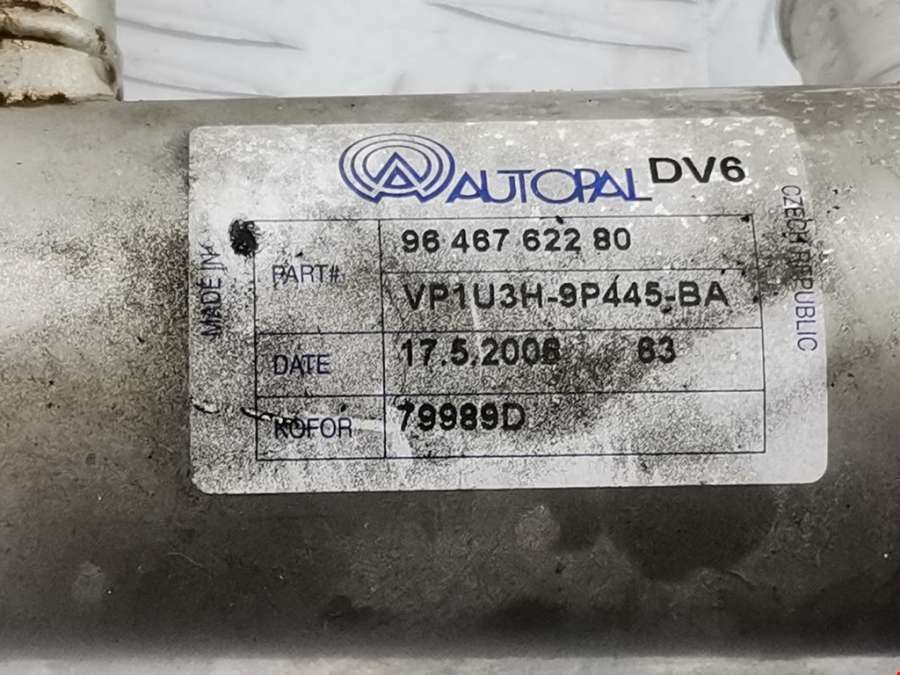 AUTOPAL DV6
MADE IN
CZECH REPUBLIC
PART#
96 467 622 80
VP1U3H-9P445-BA
DATE
17.5.2006 63
KOFOR
79989D